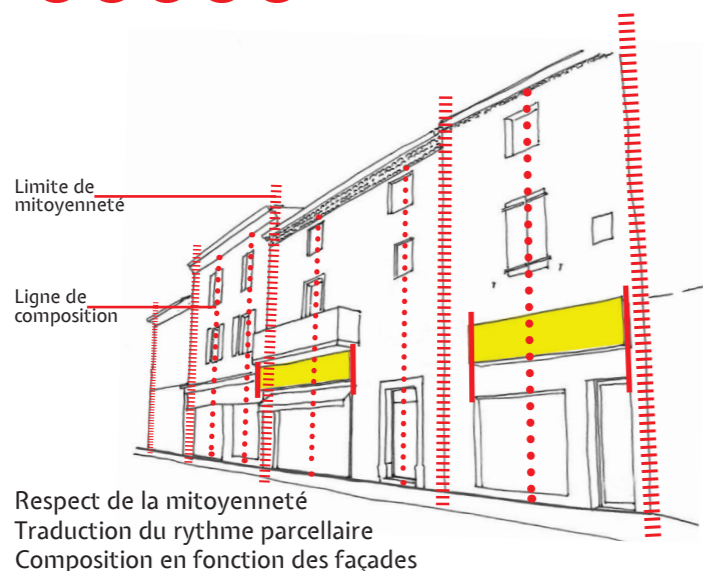 Limite de
mitoyenneté
Ligne de
composition
Respect de la mitoyenneté
Traduction du rythme parcellaire
Composition en fonction des façades